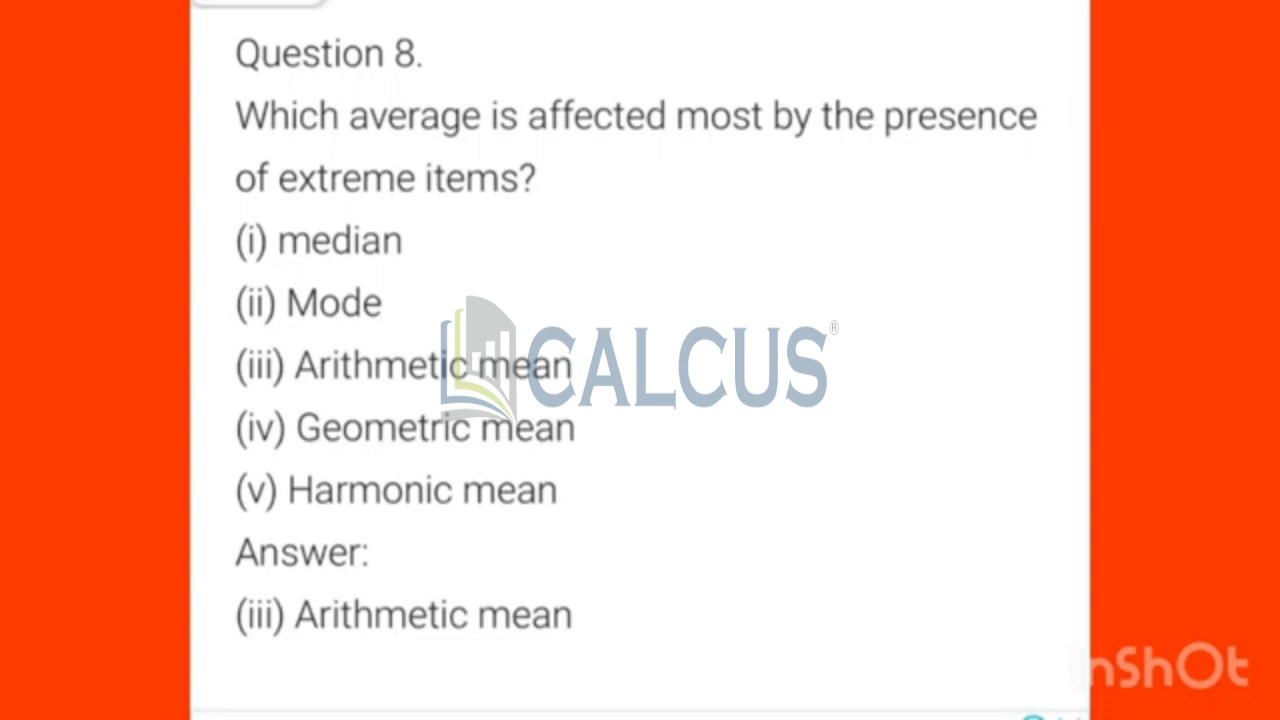 Question 8.
Which average is affected most by the presence
of extreme items?
(i) median
(ii) Mode
(iii) Arithmetic mean
CALCUS®
(iv) Geometric mean
(v) Harmonic mean
Answer:
(iii) Arithmetic mean
InShOt